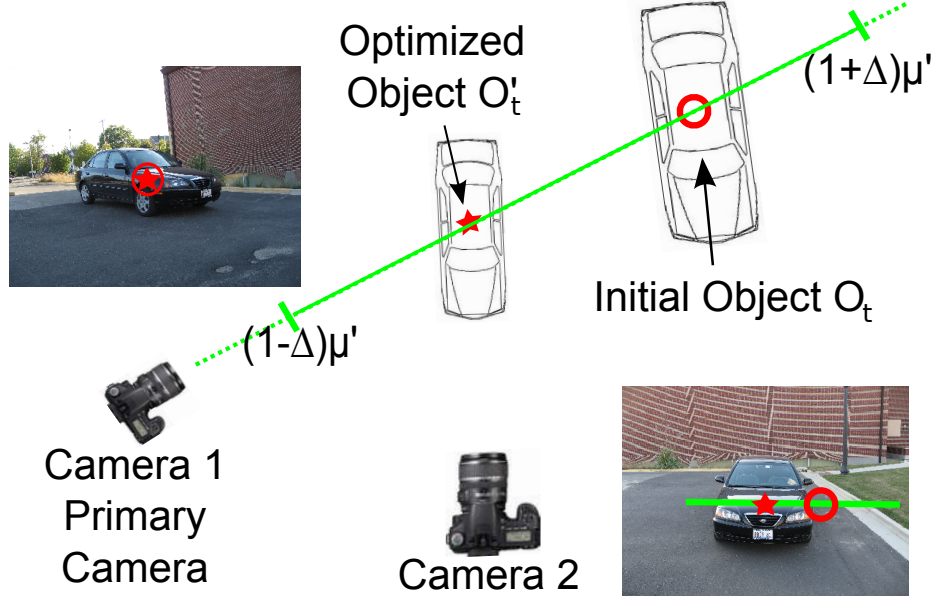 Optimized
Object O't
(1+Δ)μ'
Initial Object Ot
(1-Δ)μ'
Camera 1
Primary
Camera
Camera 2